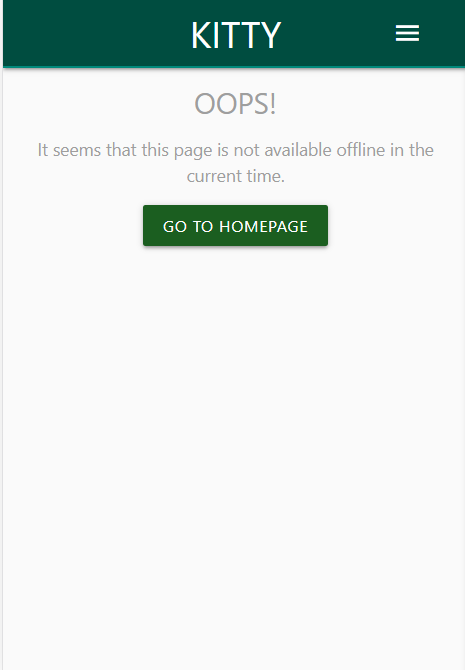 KITTY
OOPS!
It seems that this page is not available offline in the
current time.
GO TO HOMEPAGE